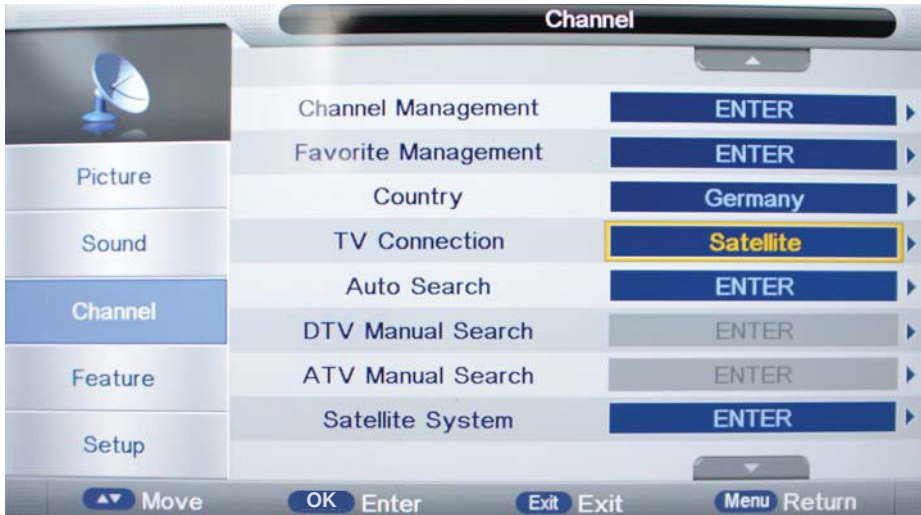 Channel
Channel Management ENTER
Favorite Management ENTER
Picture
Country Germany
Sound
TV Connection Satellite
Auto Search ENTER
Channel
DTV Manual Search ENTER
Feature
ATV Manual Search ENTER
Satellite System ENTER
Setup
Move OK Enter Exit Exit Menu Return